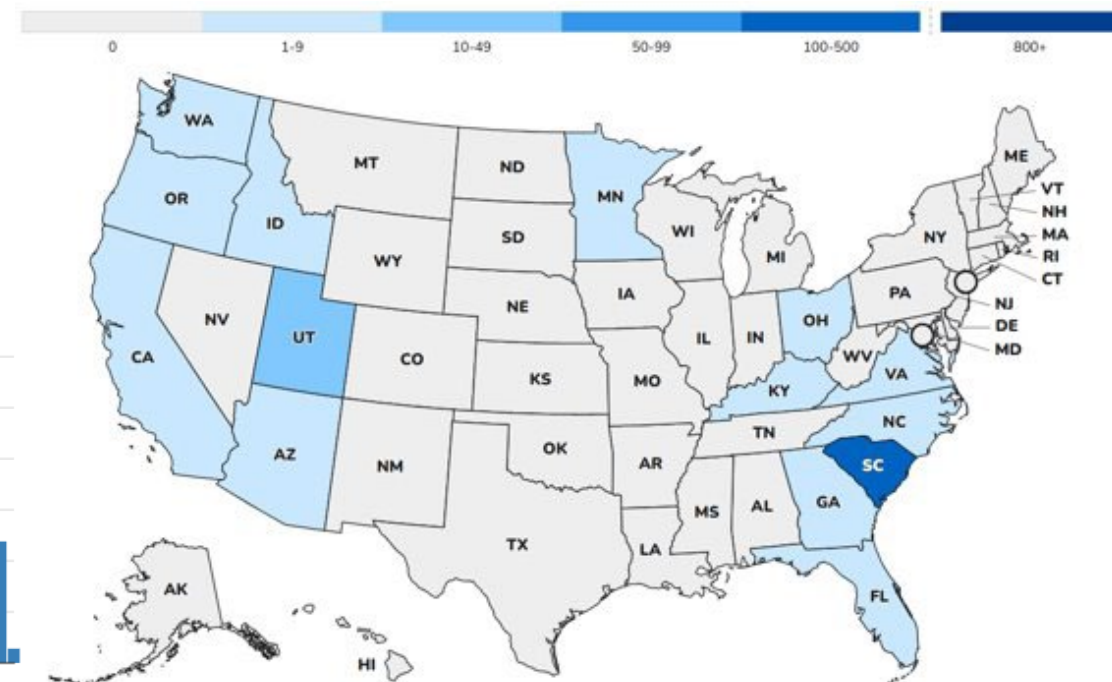 0 1-9 10-49 50-99 100-500 800+
WA
MT
ND
ME
VT
OR
MN
ID
NH
SD
WI
NY
MA
RI
WY
MI
CT
IA
PA
NE
NJ
NV
UT
OH
DE
IL
IN
MD
CA
CO
WV
KS
MO
VA
KY
NC
TN
AZ
OK
NM
AR
SC
MS
AL
GA
TX
LA
AK
FL
HI